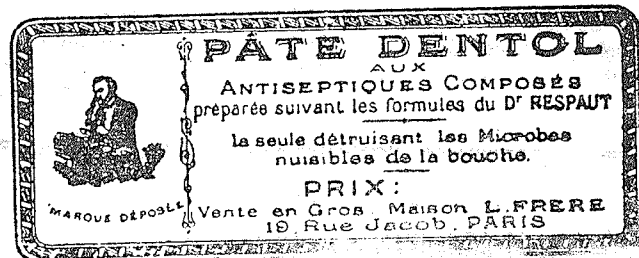 PÂTE DENTOL
AUX
ANTISEPTIQUES COMPOSÉS
préparée suivant les formules du Dr RESPAUT
la seule détruisant les Microbes
nuisibles de la bouche.
PRIX:
Vente en Gros, Maison L. FRERE
19, Rue Jacob, PARIS
MARQUE DÉPOSÉE